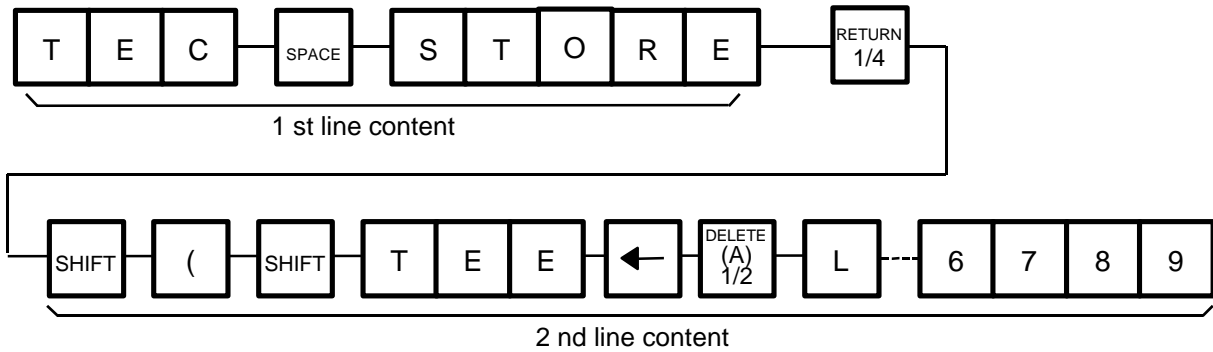 T E C SPACE S T O R E RETURN 1/4
1 st line content
SHIFT ( SHIFT T E E ← DELETE (A) 1/2 L 6 7 8 9
2 nd line content